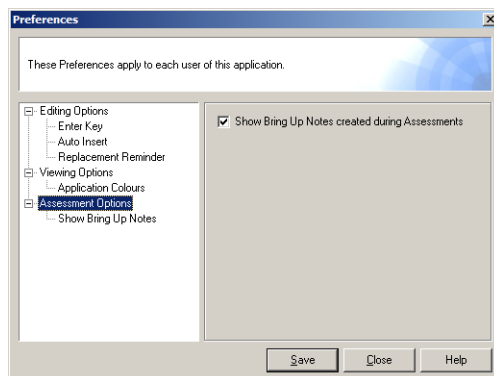 Preferences
These Preferences apply to each user of this application.
Editing Options
Enter Key
Auto Insert
Replacement Reminder
Viewing Options
Application Colours
Assessment Options
Show Bring Up Notes
Show Bring Up Notes created during Assessments
Save Close Help